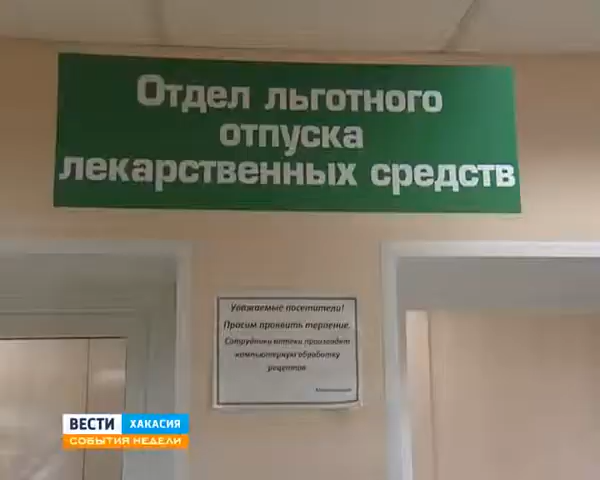 Отдел льготного
отпуска
лекарственных средств
Уважаемые посетители!
Просим проявить терпение.
Сотрудники аптеки производят
компьютерную обработку
рецептов
ВЕСТИ ХАКАСИЯ
СОБЫТИЯ НЕДЕЛИ